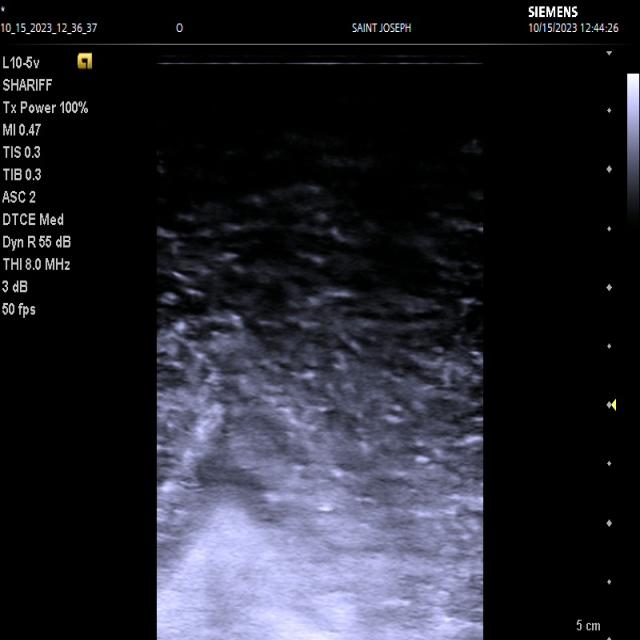 *
SIEMENS
10_15_2023_12_36_37 O SAINT JOSEPH 10/15/2023 12:44:26
L10-5v
SHARIFF
Tx Power 100%
MI 0.47
TIS 0.3
TIB 0.3
ASC 2
DTCE Med
Dyn R 55 dB
THI 8.0 MHz
3 dB
50 fps
5 cm